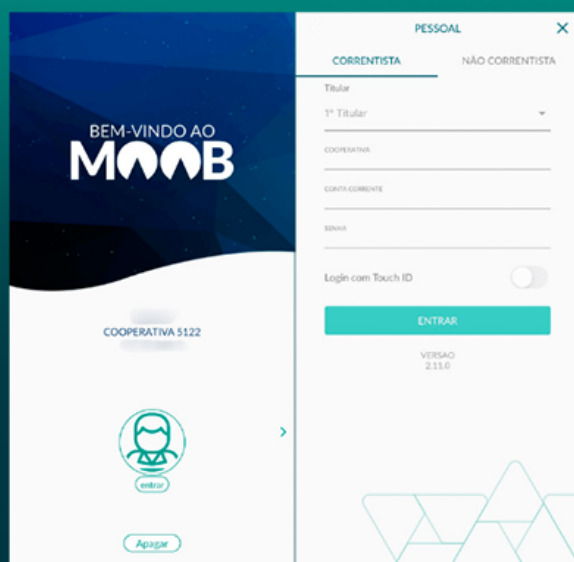 BEM-VINDO AO
MOOB
COOPERATIVA 5122
entrar
Apagar
PESSOAL
CORRENTISTA
NÃO CORRENTISTA
Titular
1º Titular
COOPERATIVA
CONTA CORRENTE
SENHA
Login com Touch ID
ENTRAR
VERSAO
2.11.0